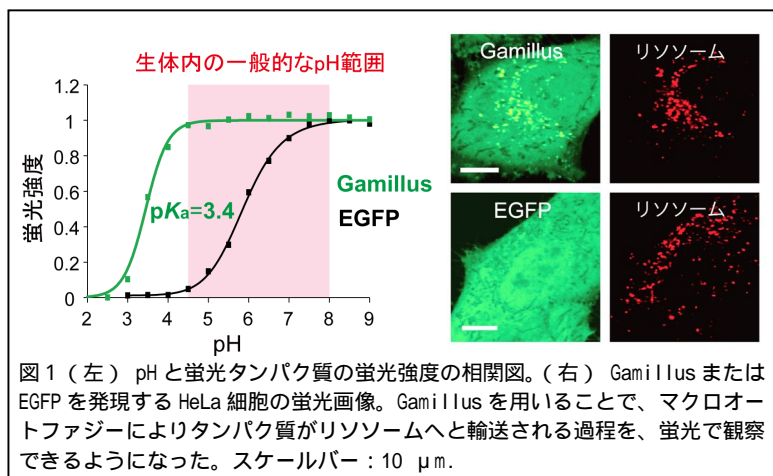 生体内の一般的なpH範囲
1.2
1
0.8
0.6
0.4
0.2
0
蛍光強度
pKa=3.4
Gamillus
EGFP
2 3 4 5 6 7 8 9
pH
Gamillus
リソソーム
EGFP
リソソーム
図1（左） pHと蛍光タンパク質の蛍光強度の相関図。（右） Gamillusまたは
EGFPを発現するHeLa細胞の蛍光画像。Gamillusを用いることで、マクロオー
トファジーによりタンパク質がリソソームへと輸送される過程を、蛍光で観察
できるようになった。スケールバー：10 μm.